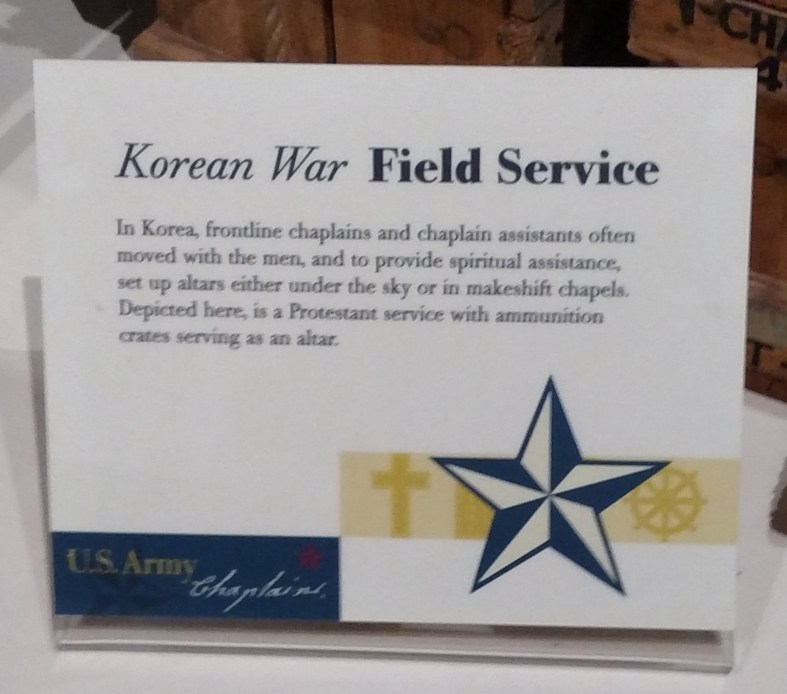 CHA
4
Korean War Field Service
In Korea, frontline chaplains and chaplain assistants often
moved with the men, and to provide spiritual assistance,
set up altars either under the sky or in makeshift chapels.
Depicted here, is a Protestant service with ammunition
crates serving as an altar.
U.S. Army
Chaplains